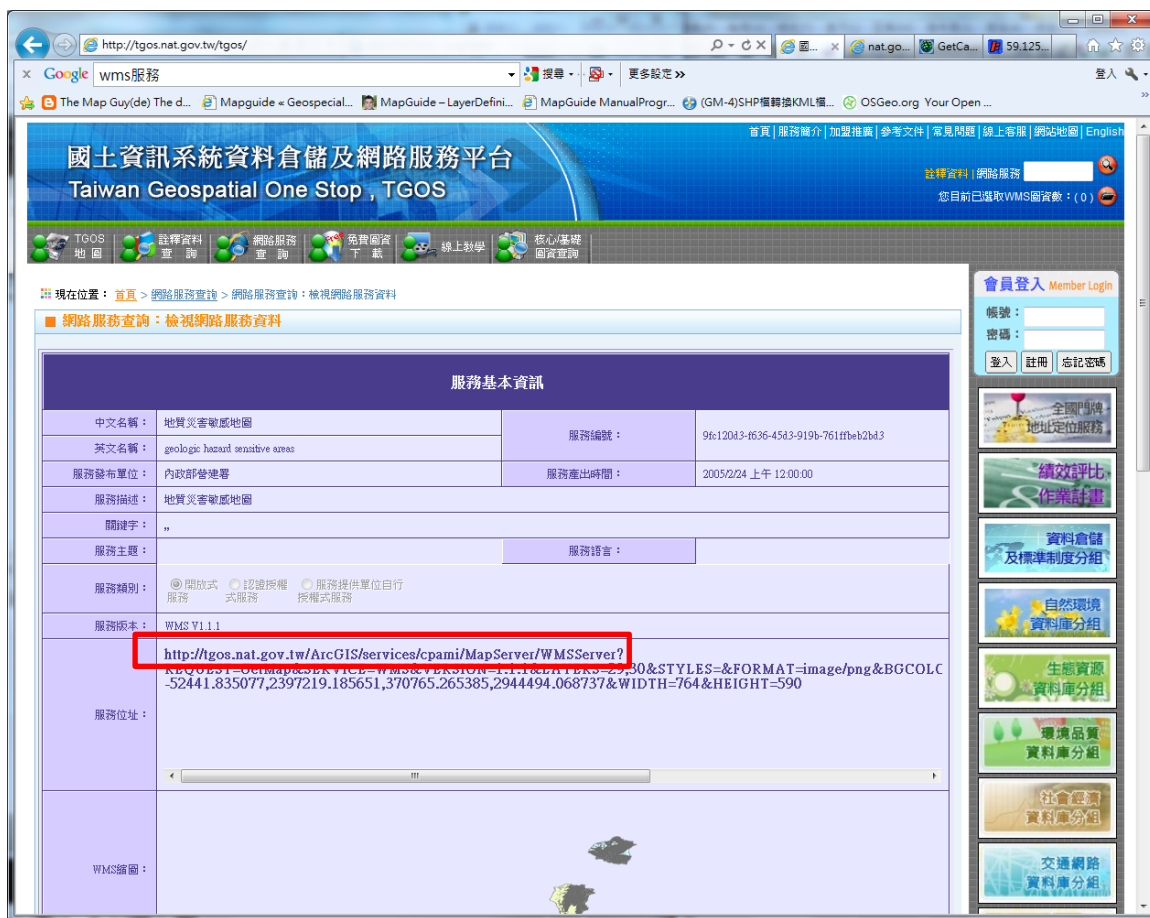 http://tgos.nat.gov.tw/tgos/
國...
nat.go...
GetCa...
59.125...
Google wms服務 搜尋 更多設定 » 登入
The Map Guy(de) The d... Mapguide « Geospecial... MapGuide – LayerDefini... MapGuide ManualProgr... (GM-4)SHP檔轉換KML檔... OSGeo.org Your Open ...
首頁|服務簡介|加盟推廣|參考文件|常見問題|線上客服|網站地圖|English
國土資訊系統資料倉儲及網路服務平台
Taiwan Geospatial One Stop , TGOS
詮釋資料|網路服務
您目前已選取WMS圖資數：( 0 )
TGOS 地圖
詮釋資料 查詢
網路服務 查詢
免費圖資 下載
線上教學
核心/基礎 圖資查詢
現在位置： 首頁 > 網路服務查詢 > 網路服務查詢：檢視網路服務資料
網路服務查詢：檢視網路服務資料
服務基本資訊
中文名稱： 地質災害敏感地圖
服務編號： 9fc120d3-f636-45d3-919b-761ffbeb2bd3
英文名稱： geologic hazard sensitive areas
服務發布單位： 內政部營建署 服務產出時間： 2005/2/24 上午 12:00:00
服務描述： 地質災害敏感地圖
關鍵字： ,,
服務主題： 服務語言：
服務類別： 開放式服務 認證授權式服務 服務提供單位自行授權式服務
服務版本： WMS V1.1.1
服務位址：
http://tgos.nat.gov.tw/ArcGIS/services/cpami/MapServer/WMSServer?
REQUEST=GetMap&SERVICE=WMS&VERSION=1.1.1&LAYERS=29,30&STYLES=&FORMAT=image/png&BGCOLC
-52441.835077,2397219.185651,370765.265385,2944494.068737&WIDTH=764&HEIGHT=590
WMS縮圖：
會員登入 Member Login
帳號：
密碼：
登入 註冊 忘記密碼
全國門牌
地址定位服務
績效評比
作業計畫
資料倉儲
及標準制度分組
自然環境
資料庫分組
生態資源
資料庫分組
環境品質
資料庫分組
社會經濟
資料庫分組
交通網路
資料庫分組